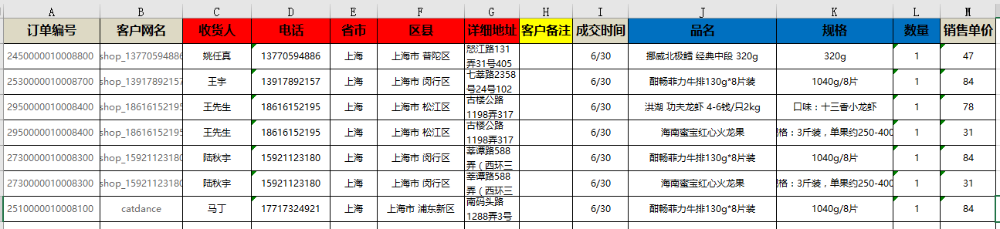 A B C D E F G H I J K L M
订单编号 客户网名 收货人 电话 省市 区县 详细地址 客户备注 成交时间 品名 规格 数量 销售单价
2450000010008800 shop_13770594886 姚任真 13770594886 上海 上海市 普陀区 怒江路131 6/30 挪威北极鳕 经典中段 320g 320g 1 47
弄31号405
2530000010008700 shop_13917892157 王宇 13917892157 上海 上海市 闵行区 七莘路2358 6/30 酣畅菲力牛排130g*8片装 1040g/8片 1 84
号24号102
2950000010008400 shop_18616152195 王先生 18616152195 上海 上海市 松江区 古楼公路 6/30 洪湖 功夫龙虾 4-6钱/只2kg 口味：十三香小龙虾 1 78
1198弄317
2950000010008400 shop_18616152195 王先生 18616152195 上海 上海市 松江区 古楼公路 6/30 海南蜜宝红心火龙果 格：3斤装，单果约250-400 1 31
1198弄317
2730000010008300 shop_15921123180 陆秋宇 15921123180 上海 上海市 闵行区 莘谭路588 6/30 酣畅菲力牛排130g*8片装 1040g/8片 1 84
弄（西环三
2730000010008300 shop_15921123180 陆秋宇 15921123180 上海 上海市 闵行区 莘谭路588 6/30 海南蜜宝红心火龙果 格：3斤装，单果约250-400 1 31
弄（西环三
2510000010008100 catdance 马丁 17717324921 上海 上海市 浦东新区 南码头路 6/30 酣畅菲力牛排130g*8片装 1040g/8片 1 84
1288弄3号